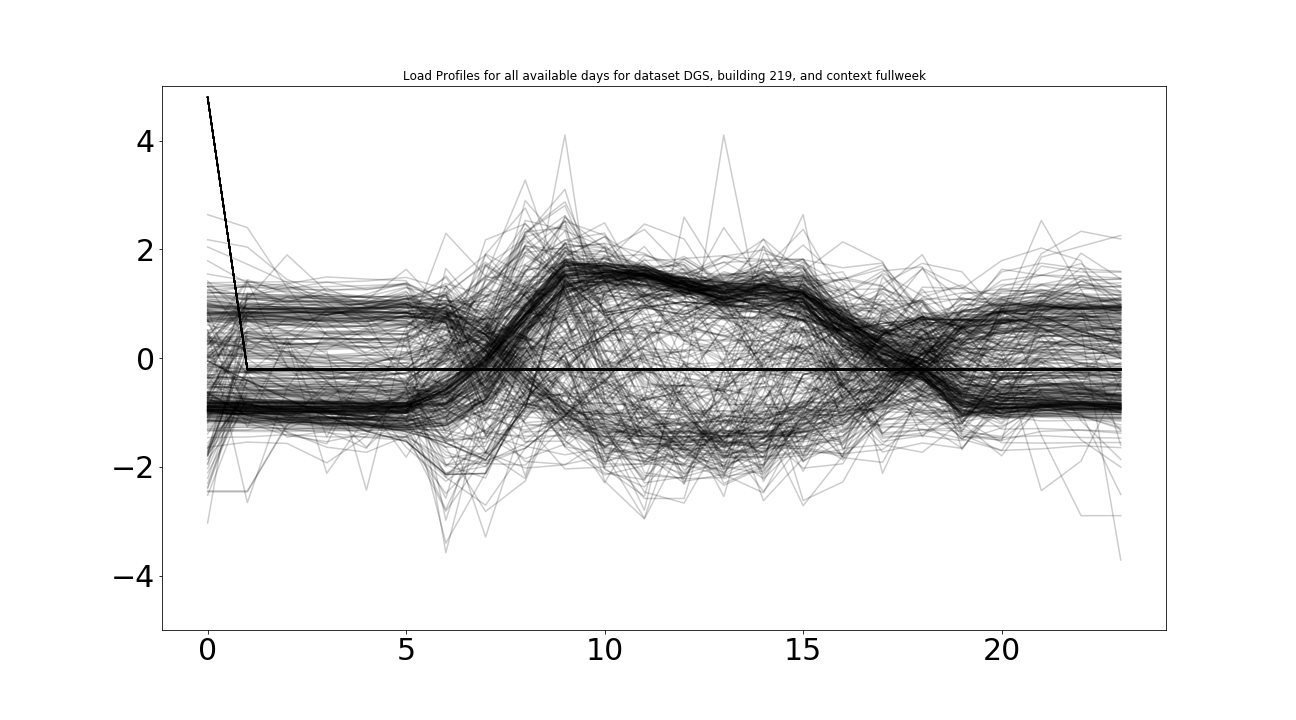 Load Profiles for all available days for dataset DGS, building 219, and context fullweek
4
2
0
−2
−4
0 5 10 15 20